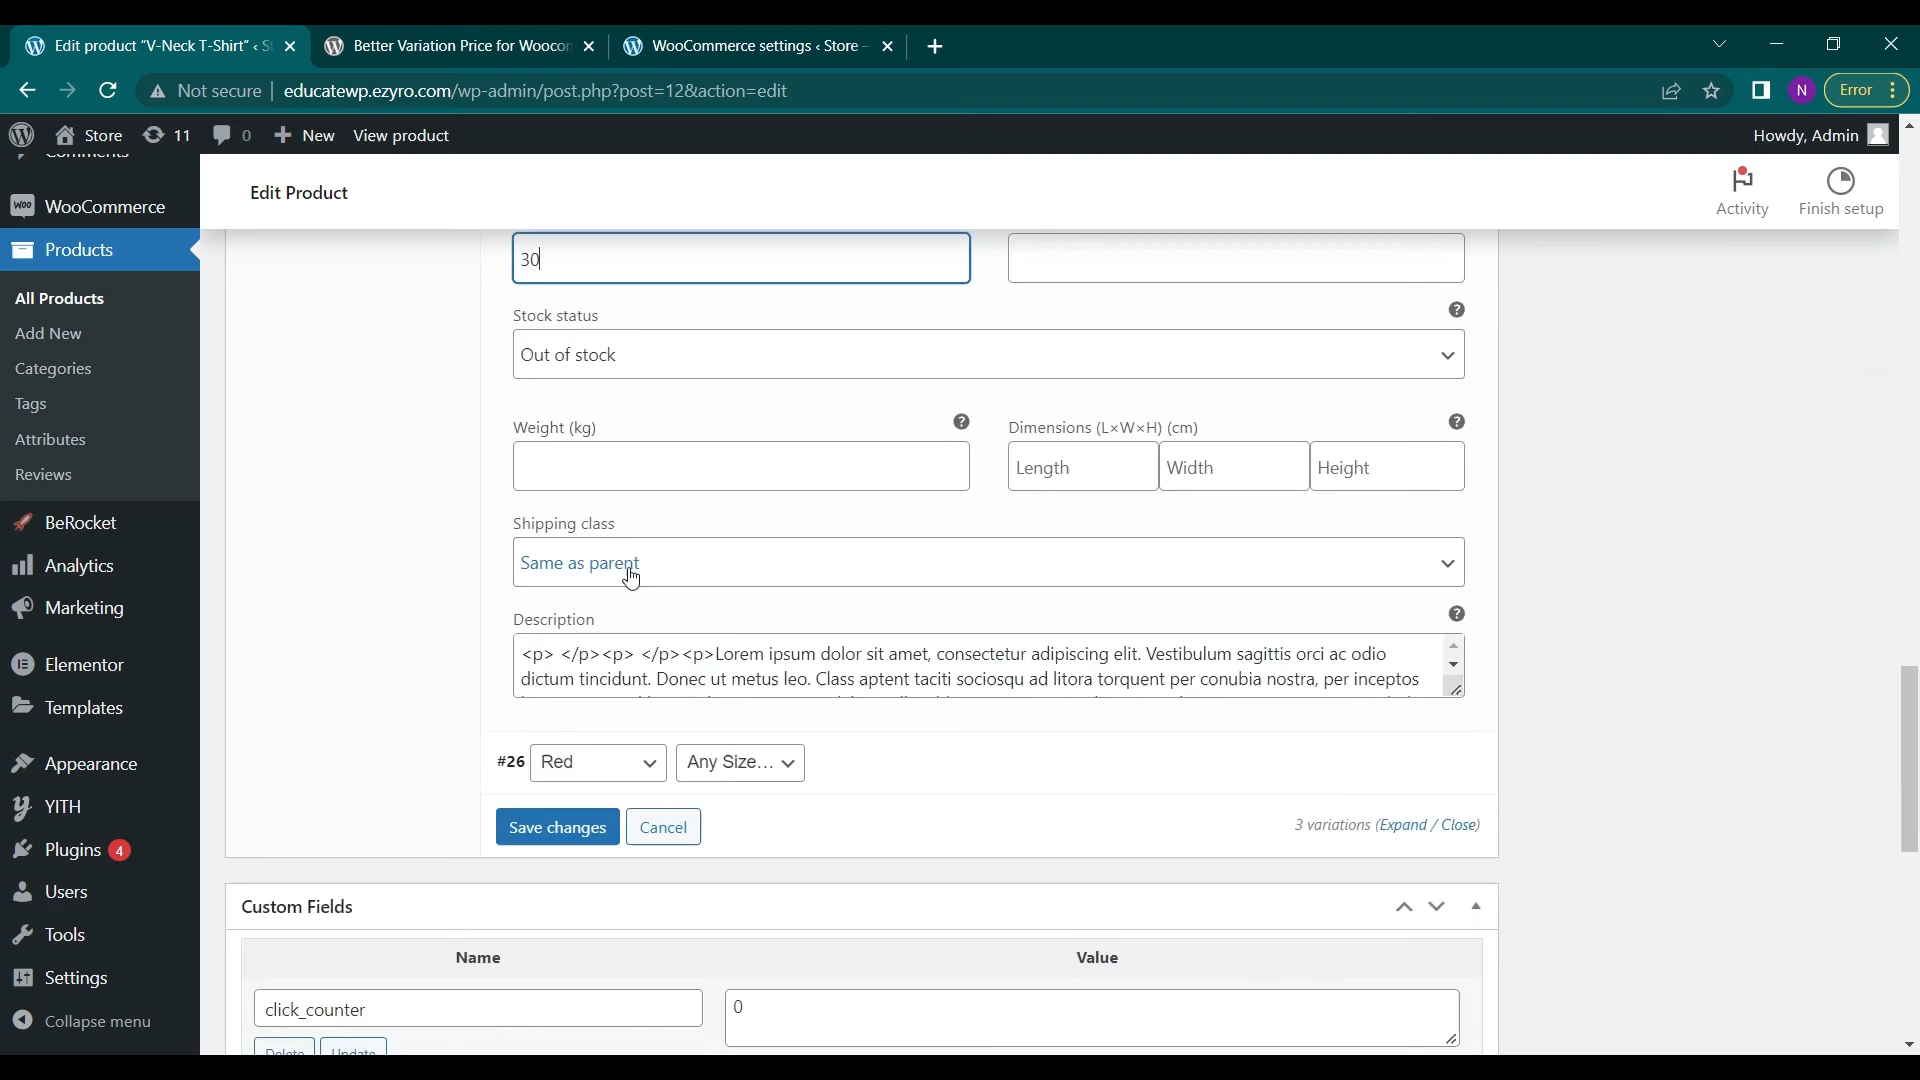 Edit product "V-Neck T-Shirt" ‹ S
Better Variation Price for Woocon
WooCommerce settings ‹ Store
Not secure
educatewp.ezyro.com/wp-admin/post.php?post=12&action=edit
N
Error
Store
11
0
New
View product
Howdy, Admin
Comments
WooCommerce
Products
All Products
Add New
Categories
Tags
Attributes
Reviews
BeRocket
Analytics
Marketing
Elementor
Templates
Appearance
YITH
Plugins 4
Users
Tools
Settings
Collapse menu
Edit Product
Activity
Finish setup
30
Stock status
Out of stock
Weight (kg)
Dimensions (L×W×H) (cm)
Length
Width
Height
Shipping class
Same as parent
Description
<p> </p><p> </p><p>Lorem ipsum dolor sit amet, consectetur adipiscing elit. Vestibulum sagittis orci ac odio
dictum tincidunt. Donec ut metus leo. Class aptent taciti sociosqu ad litora torquent per conubia nostra, per inceptos
#26 Red Any Size...
Save changes
Cancel
3 variations (Expand / Close)
Custom Fields
Name
Value
click_counter
0
Delete
Update